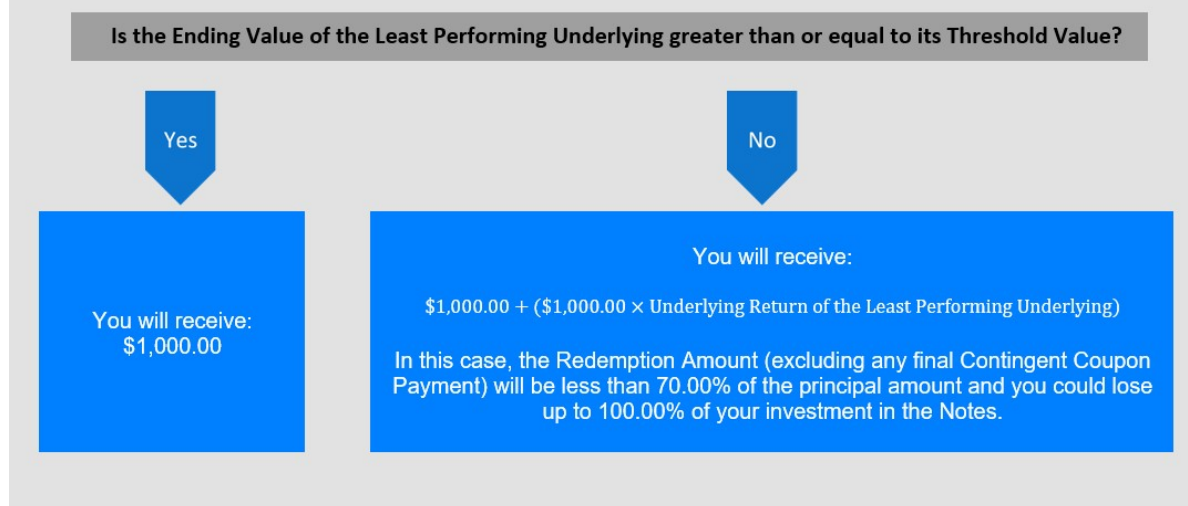 Is the Ending Value of the Least Performing Underlying greater than or equal to its Threshold Value?
Yes
No
You will receive:
$1,000.00
You will receive:
$1,000.00 + ($1,000.00 × Underlying Return of the Least Performing Underlying)
In this case, the Redemption Amount (excluding any final Contingent Coupon
Payment) will be less than 70.00% of the principal amount and you could lose
up to 100.00% of your investment in the Notes.